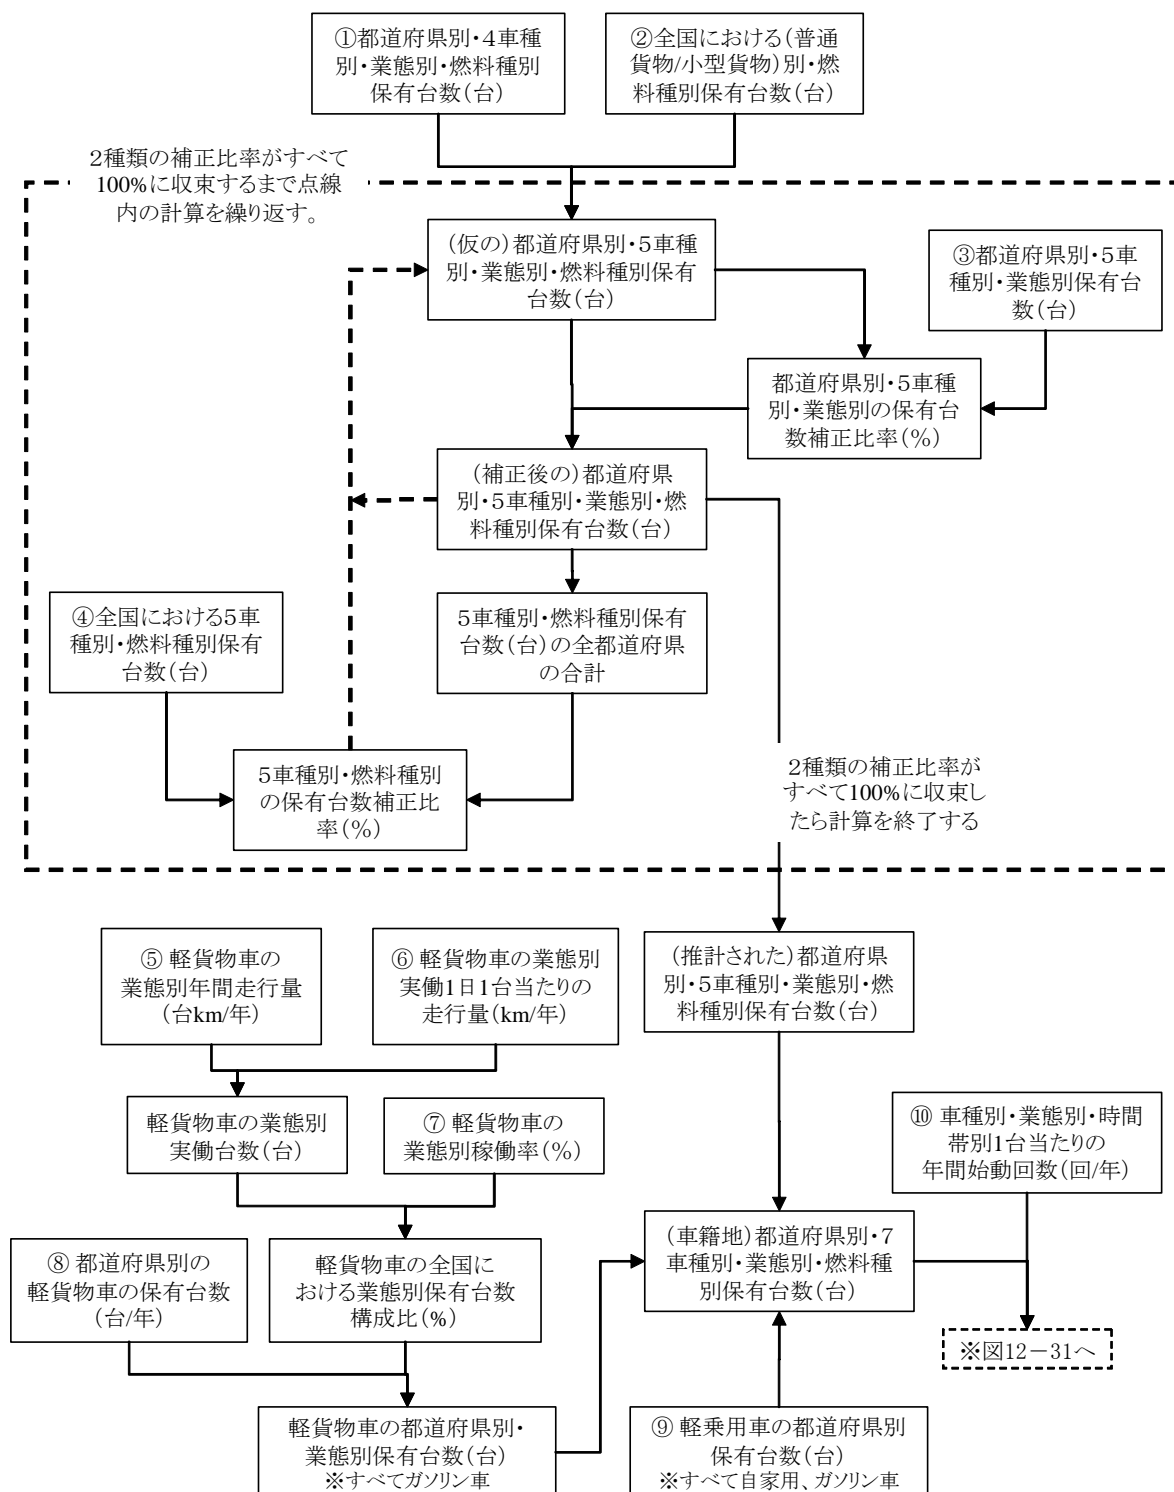 ①都道府県別・4車種
別・業態別・燃料種別
保有台数(台)
②全国における(普通
貨物/小型貨物)別・燃
料種別保有台数(台)
2種類の補正比率がすべて
100%に収束するまで点線
内の計算を繰り返す。
(仮の)都道府県別・5車種
別・業態別・燃料種別保有
台数(台)
③都道府県別・5車
種別・業態別保有台
数(台)
都道府県別・5車種
別・業態別の保有台
数補正比率(%)
(補正後の)都道府県
別・5車種別・業態別・燃
料種別保有台数(台)
④全国における5車
種別・燃料種別保有
台数(台)
5車種別・燃料種別保有
台数(台)の全都道府県
の合計
5車種別・燃料種別
の保有台数補正比
率(%)
2種類の補正比率が
すべて100%に収束し
たら計算を終了する
⑤ 軽貨物車の
業態別年間走行量
(台km/年)
⑥ 軽貨物車の業態別
実働1日1台当たりの
走行量(km/年)
(推計された)都道府県
別・5車種別・業態別・燃
料種別保有台数(台)
軽貨物車の業態別
実働台数(台)
⑦ 軽貨物車の
業態別稼働率(%)
⑩ 車種別・業態別・時間
帯別1台当たりの
年間始動回数(回/年)
⑧ 都道府県別の
軽貨物車の保有台数
(台/年)
軽貨物車の全国に
おける業態別保有台数
構成比(%)
(車籍地)都道府県別・7
車種別・業態別・燃料種
別保有台数(台)
※図12-31へ
軽貨物車の都道府県別・
業態別保有台数(台)
※すべてガソリン車
⑨ 軽乗用車の都道府県別
保有台数(台)
※すべて自家用、ガソリン車